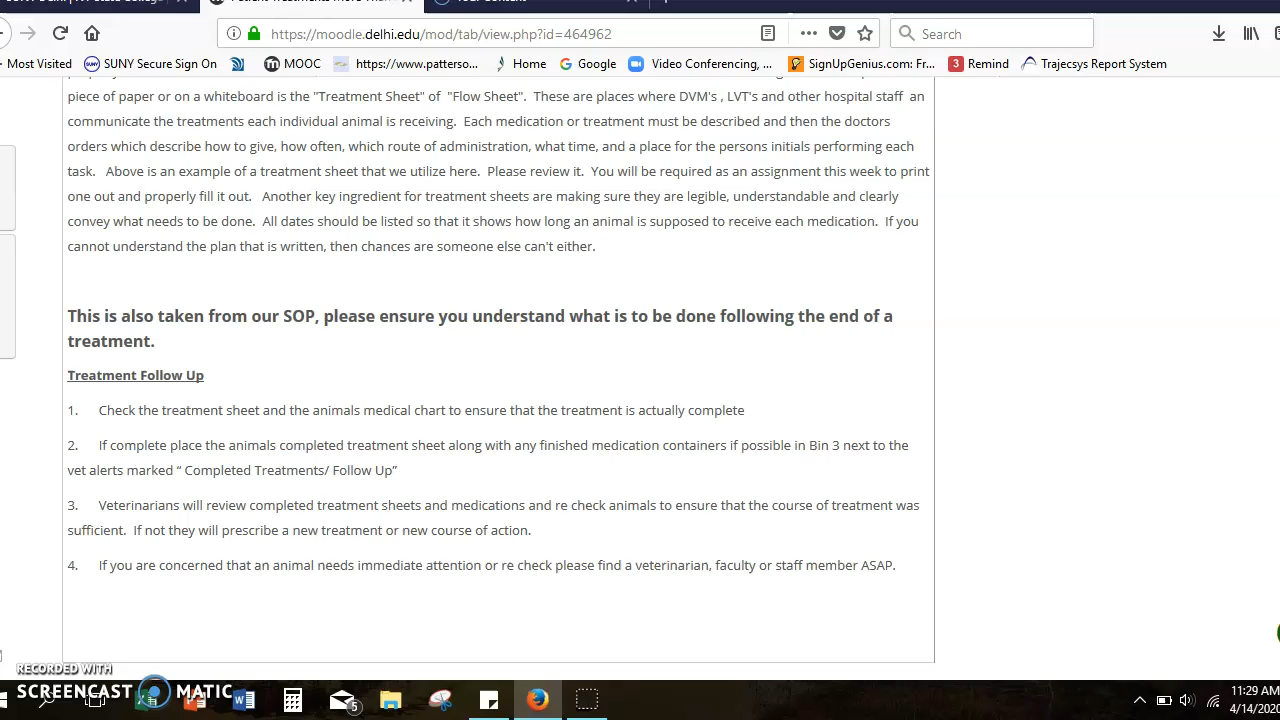 https://moodle.delhi.edu/mod/tab/view.php?id=464962
Search
Most Visited
SUNY Secure Sign On
MOOC
https://www.patterso...
Home
Google
Video Conferencing, ...
SignUpGenius.com: Fr...
3
Remind
Trajecsys Report System
piece of paper or on a whiteboard is the "Treatment Sheet" of "Flow Sheet". These are places where DVM's , LVT's and other hospital staff an
communicate the treatments each individual animal is receiving. Each medication or treatment must be described and then the doctors
orders which describe how to give, how often, which route of administration, what time, and a place for the persons initials performing each
task. Above is an example of a treatment sheet that we utilize here. Please review it. You will be required as an assignment this week to print
one out and properly fill it out. Another key ingredient for treatment sheets are making sure they are legible, understandable and clearly
convey what needs to be done. All dates should be listed so that it shows how long an animal is supposed to receive each medication. If you
cannot understand the plan that is written, then chances are someone else can't either.
This is also taken from our SOP, please ensure you understand what is to be done following the end of a
treatment.
Treatment Follow Up
1. Check the treatment sheet and the animals medical chart to ensure that the treatment is actually complete
2. If complete place the animals completed treatment sheet along with any finished medication containers if possible in Bin 3 next to the
vet alerts marked “ Completed Treatments/ Follow Up”
3. Veterinarians will review completed treatment sheets and medications and re check animals to ensure that the course of treatment was
sufficient. If not they will prescribe a new treatment or new course of action.
4. If you are concerned that an animal needs immediate attention or re check please find a veterinarian, faculty or staff member ASAP.
RECORDED WITH
SCREENCAST MATIC
5
11:29 AM
4/14/2020